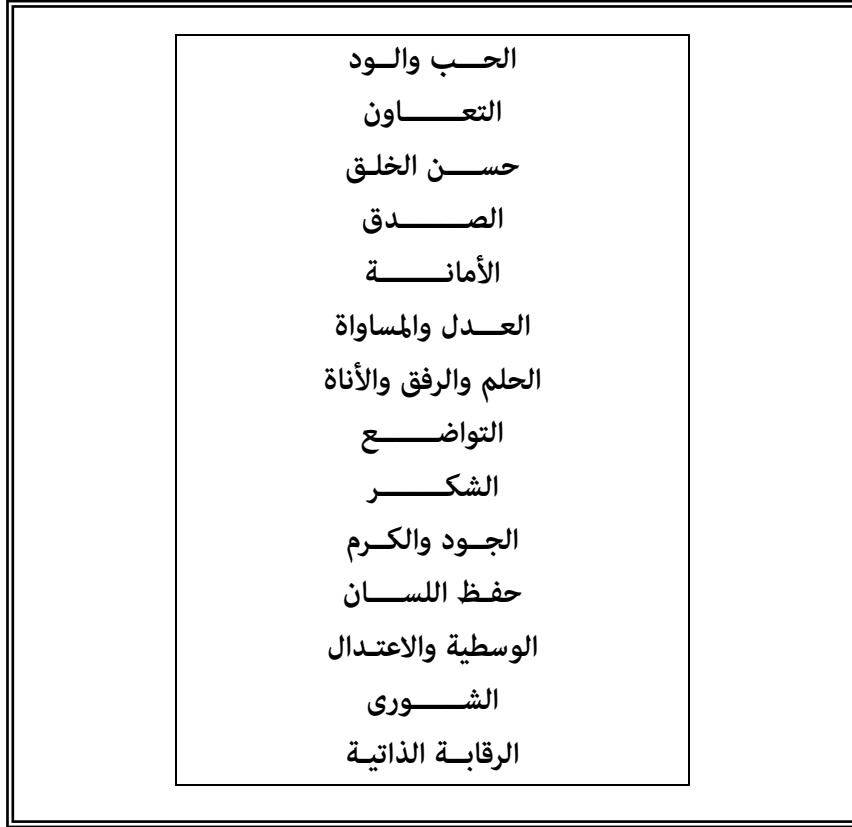 الحب والود
التعاون
حسن الخلق
الصدق
الأمانة
العدل والمساواة
الحلم والرفق والأناة
التواضع
الشكر
الجود والكرم
حفظ اللسان
الوسطية والاعتدال
الشورى
الرقابة الذاتية